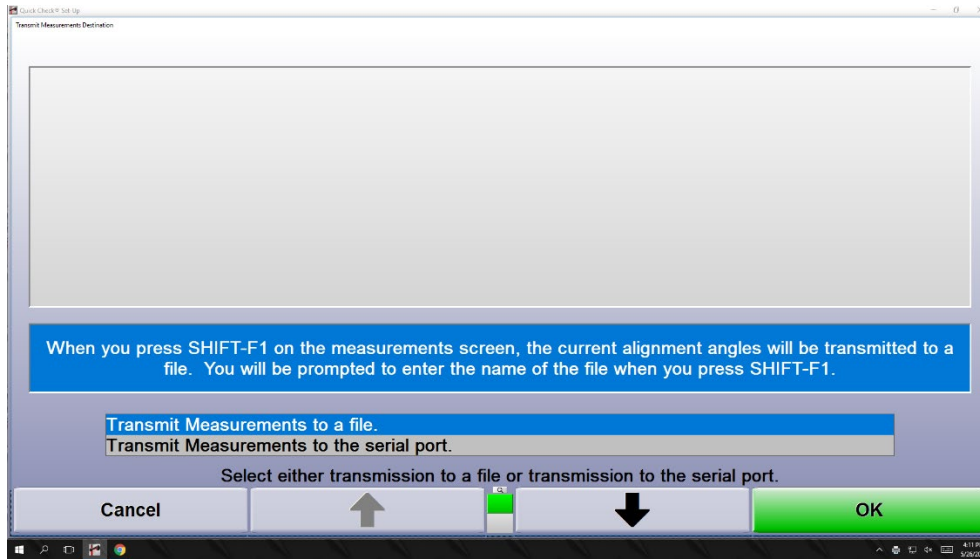 Quick Check® Set-Up
Transmit Measurements Destination
When you press SHIFT-F1 on the measurements screen, the current alignment angles will be transmitted to a
file. You will be prompted to enter the name of the file when you press SHIFT-F1.
Transmit Measurements to a file.
Transmit Measurements to the serial port.
Select either transmission to a file or transmission to the serial port.
Cancel
OK